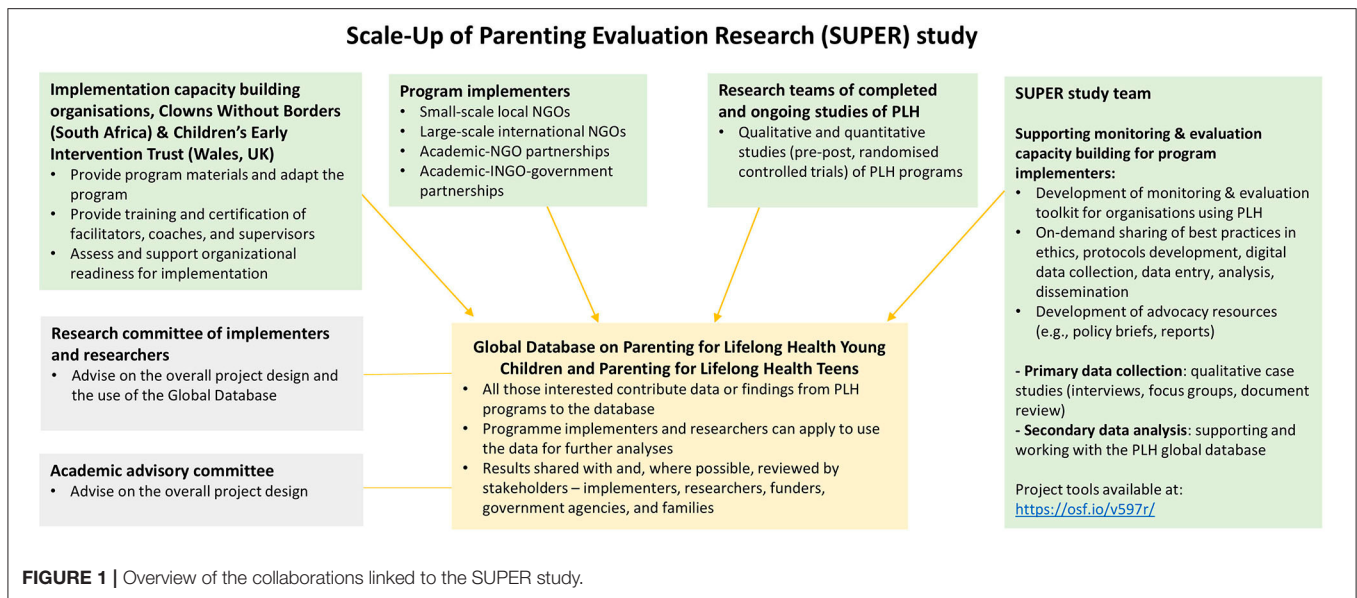 Scale-Up of Parenting Evaluation Research (SUPER) study
Implementation capacity building
organisations, Clowns Without Borders
(South Africa) & Children's Early
Intervention Trust (Wales, UK)
• Provide program materials and adapt the
program
• Provide training and certification of
facilitators, coaches, and supervisors
• Assess and support organizational
readiness for implementation
Program implementers
• Small-scale local NGOs
• Large-scale international NGOs
• Academic-NGO partnerships
• Academic-INGO-government
partnerships
Research teams of completed
and ongoing studies of PLH
• Qualitative and quantitative
studies (pre-post, randomised
controlled trials) of PLH programs
SUPER study team
Supporting monitoring & evaluation
capacity building for program
implementers:
• Development of monitoring & evaluation
toolkit for organisations using PLH
• On-demand sharing of best practices in
ethics, protocols development, digital
data collection, data entry, analysis,
dissemination
• Development of advocacy resources
(e.g., policy briefs, reports)
- Primary data collection: qualitative case
studies (interviews, focus groups, document
review)
- Secondary data analysis: supporting and
working with the PLH global database
Project tools available at:
https://osf.io/v597r/
Research committee of implementers
and researchers
• Advise on the overall project design and
the use of the Global Database
Academic advisory committee
• Advise on the overall project design
Global Database on Parenting for Lifelong Health Young
Children and Parenting for Lifelong Health Teens
• All those interested contribute data or findings from PLH
programs to the database
• Programme implementers and researchers can apply to use
the data for further analyses
• Results shared with and, where possible, reviewed by
stakeholders – implementers, researchers, funders,
government agencies, and families
FIGURE 1 | Overview of the collaborations linked to the SUPER study.